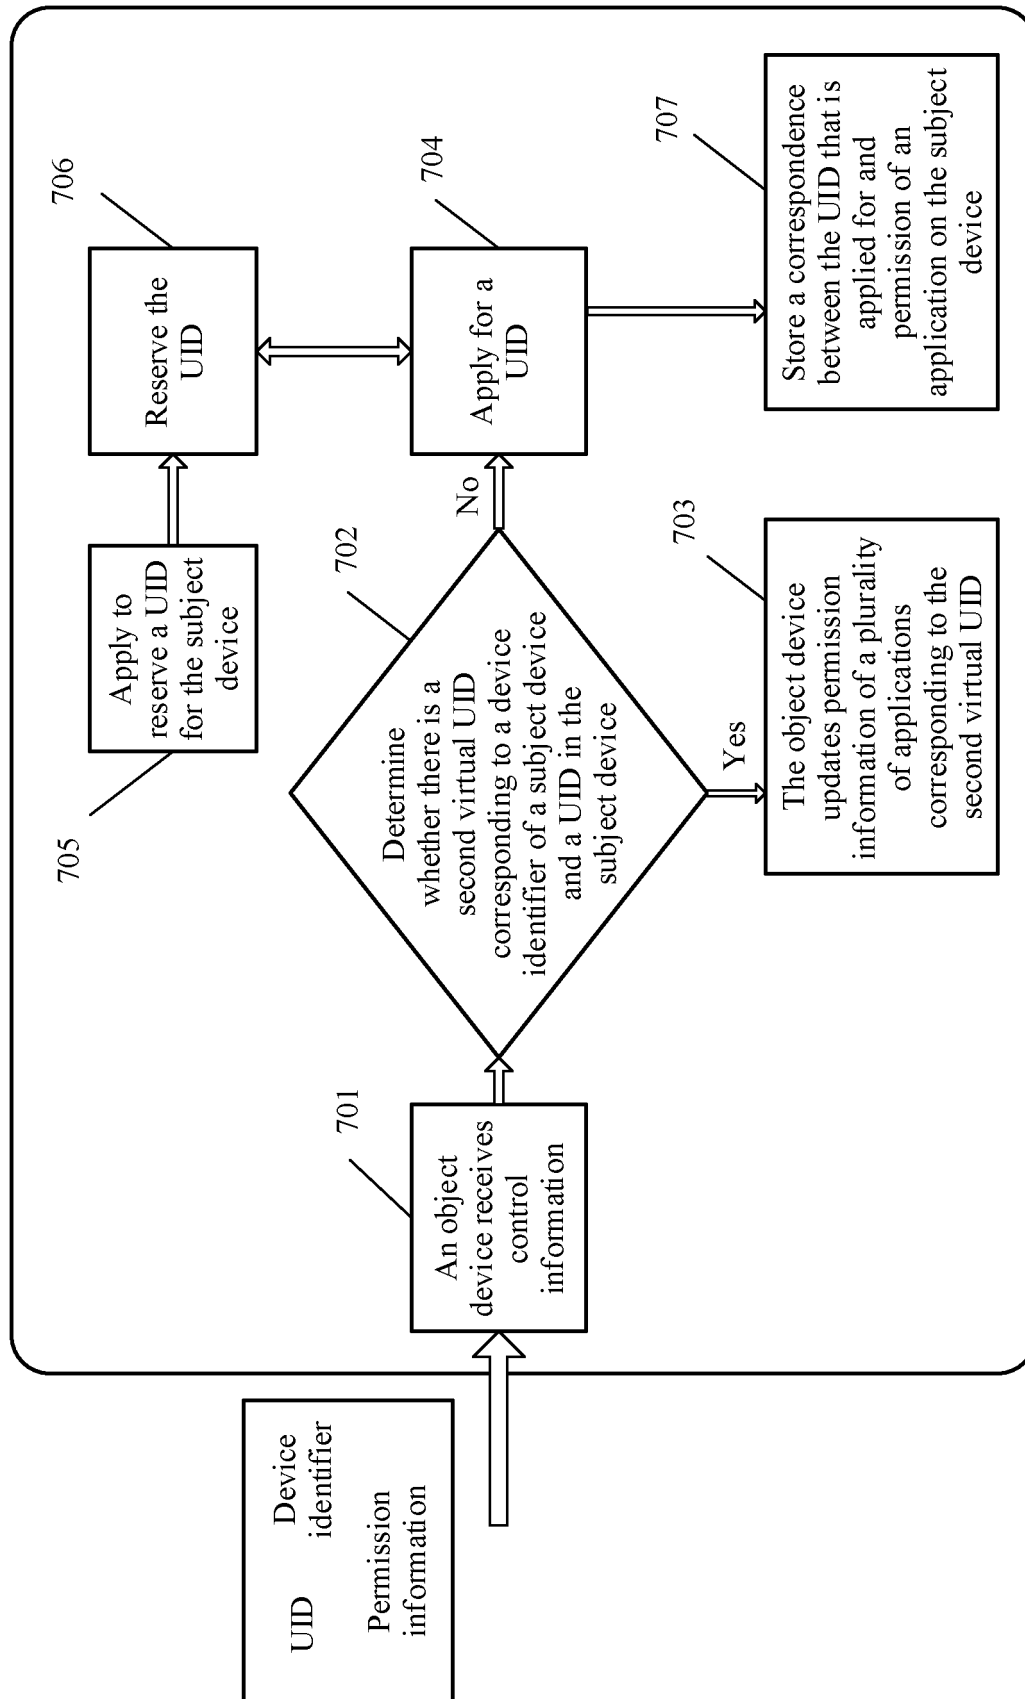 UID
Device
identifier
Permission
information
701
An object
device receives
control
information
702
Determine
whether there is a
second virtual UID
corresponding to a device
identifier of a subject device
and a UID in the
subject device
Yes
No
703
The object device
updates permission
information of a plurality
of applications
corresponding to the
second virtual UID
704
Apply for a
UID
705
Apply to
reserve a UID
for the subject
device
706
Reserve the
UID
707
Store a correspondence
between the UID that is
applied for and
permission of an
application on the subject
device